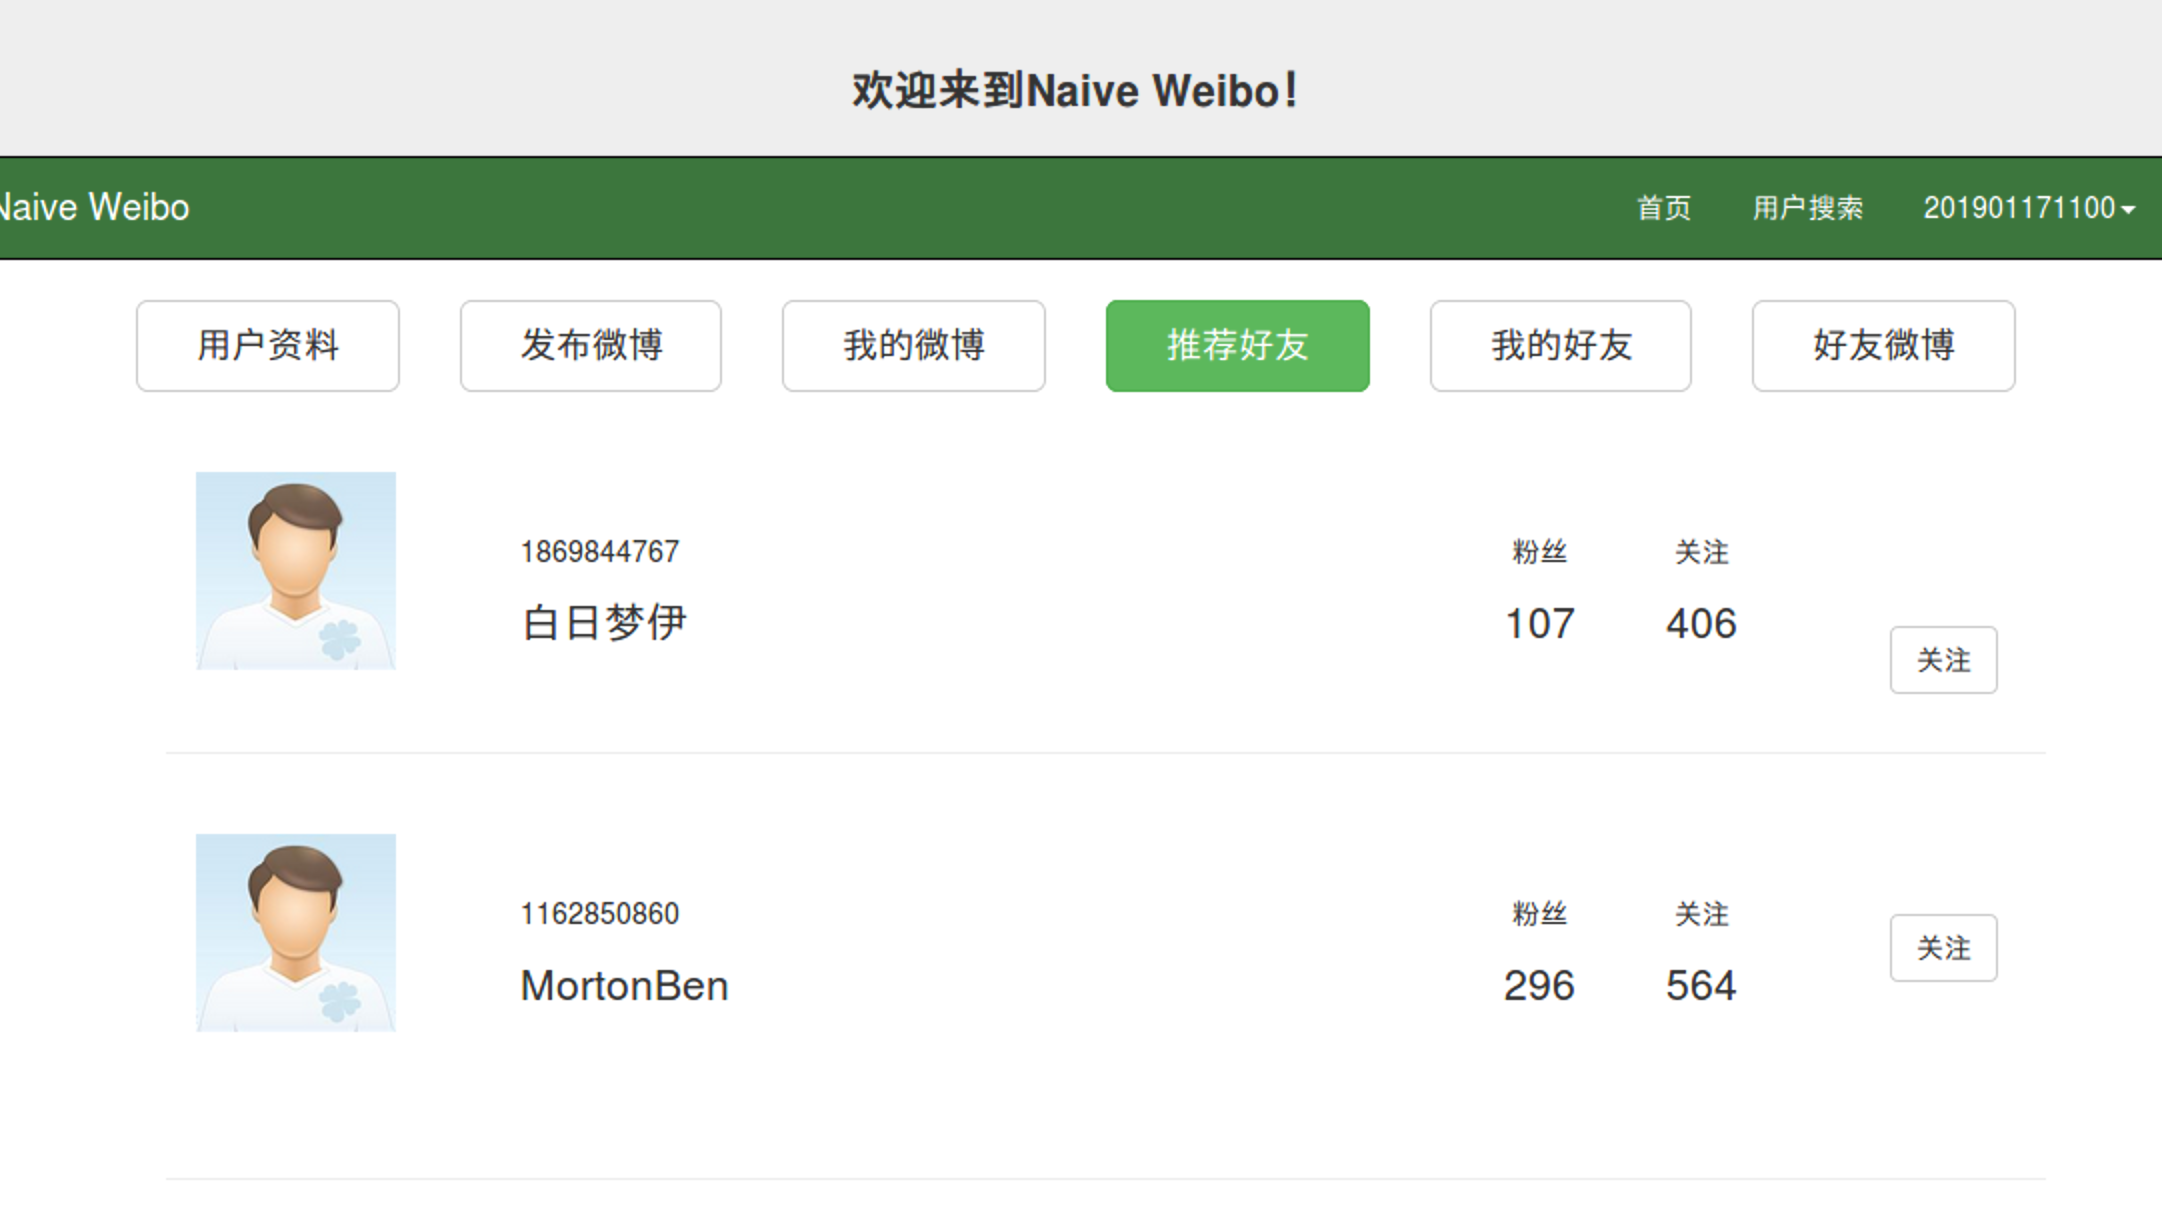 欢迎来到Naive Weibo！
Naive Weibo 首页 用户搜索 201901171100
用户资料 发布微博 我的微博 推荐好友 我的好友 好友微博
1869844767 粉丝 关注
白日梦伊 107 406
关注
1162850860 粉丝 关注
关注
MortonBen 296 564